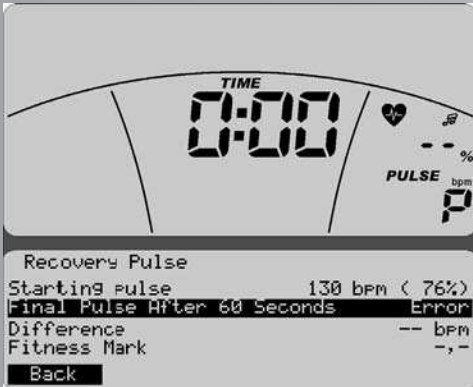 TIME
0:00
-- %
PULSE bpm
P
Recovery Pulse
Starting pulse 130 bpm ( 76%)
Final Pulse After 60 Seconds Error
Difference -- bpm
Fitness Mark -,-
Back